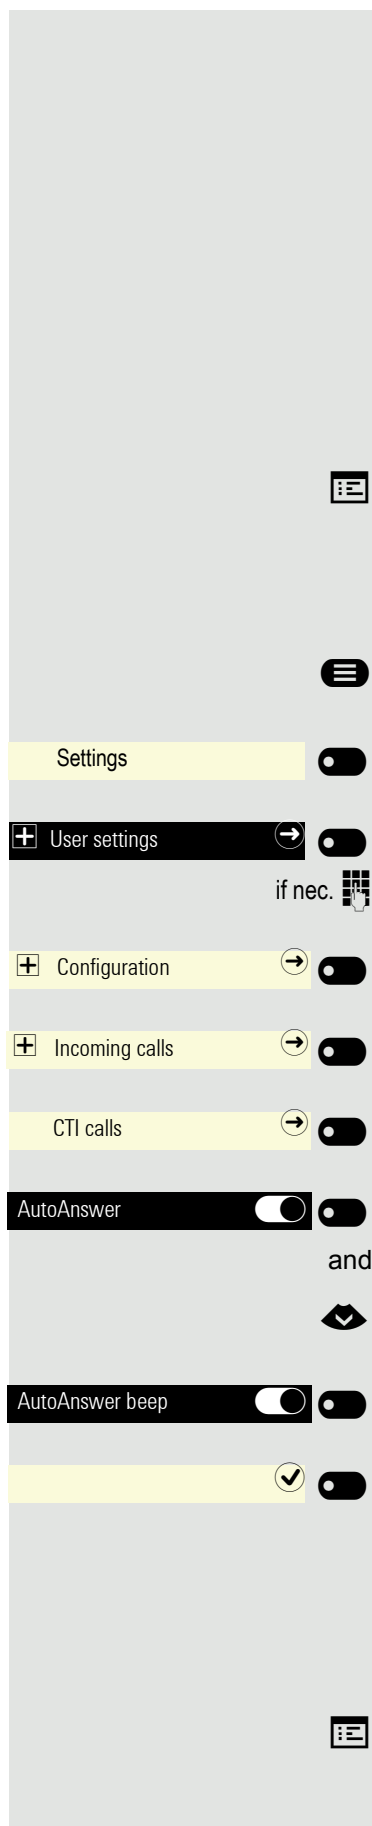 Settings
User settings
if nec.
Configuration
Incoming calls
CTI calls
AutoAnswer
and
AutoAnswer beep